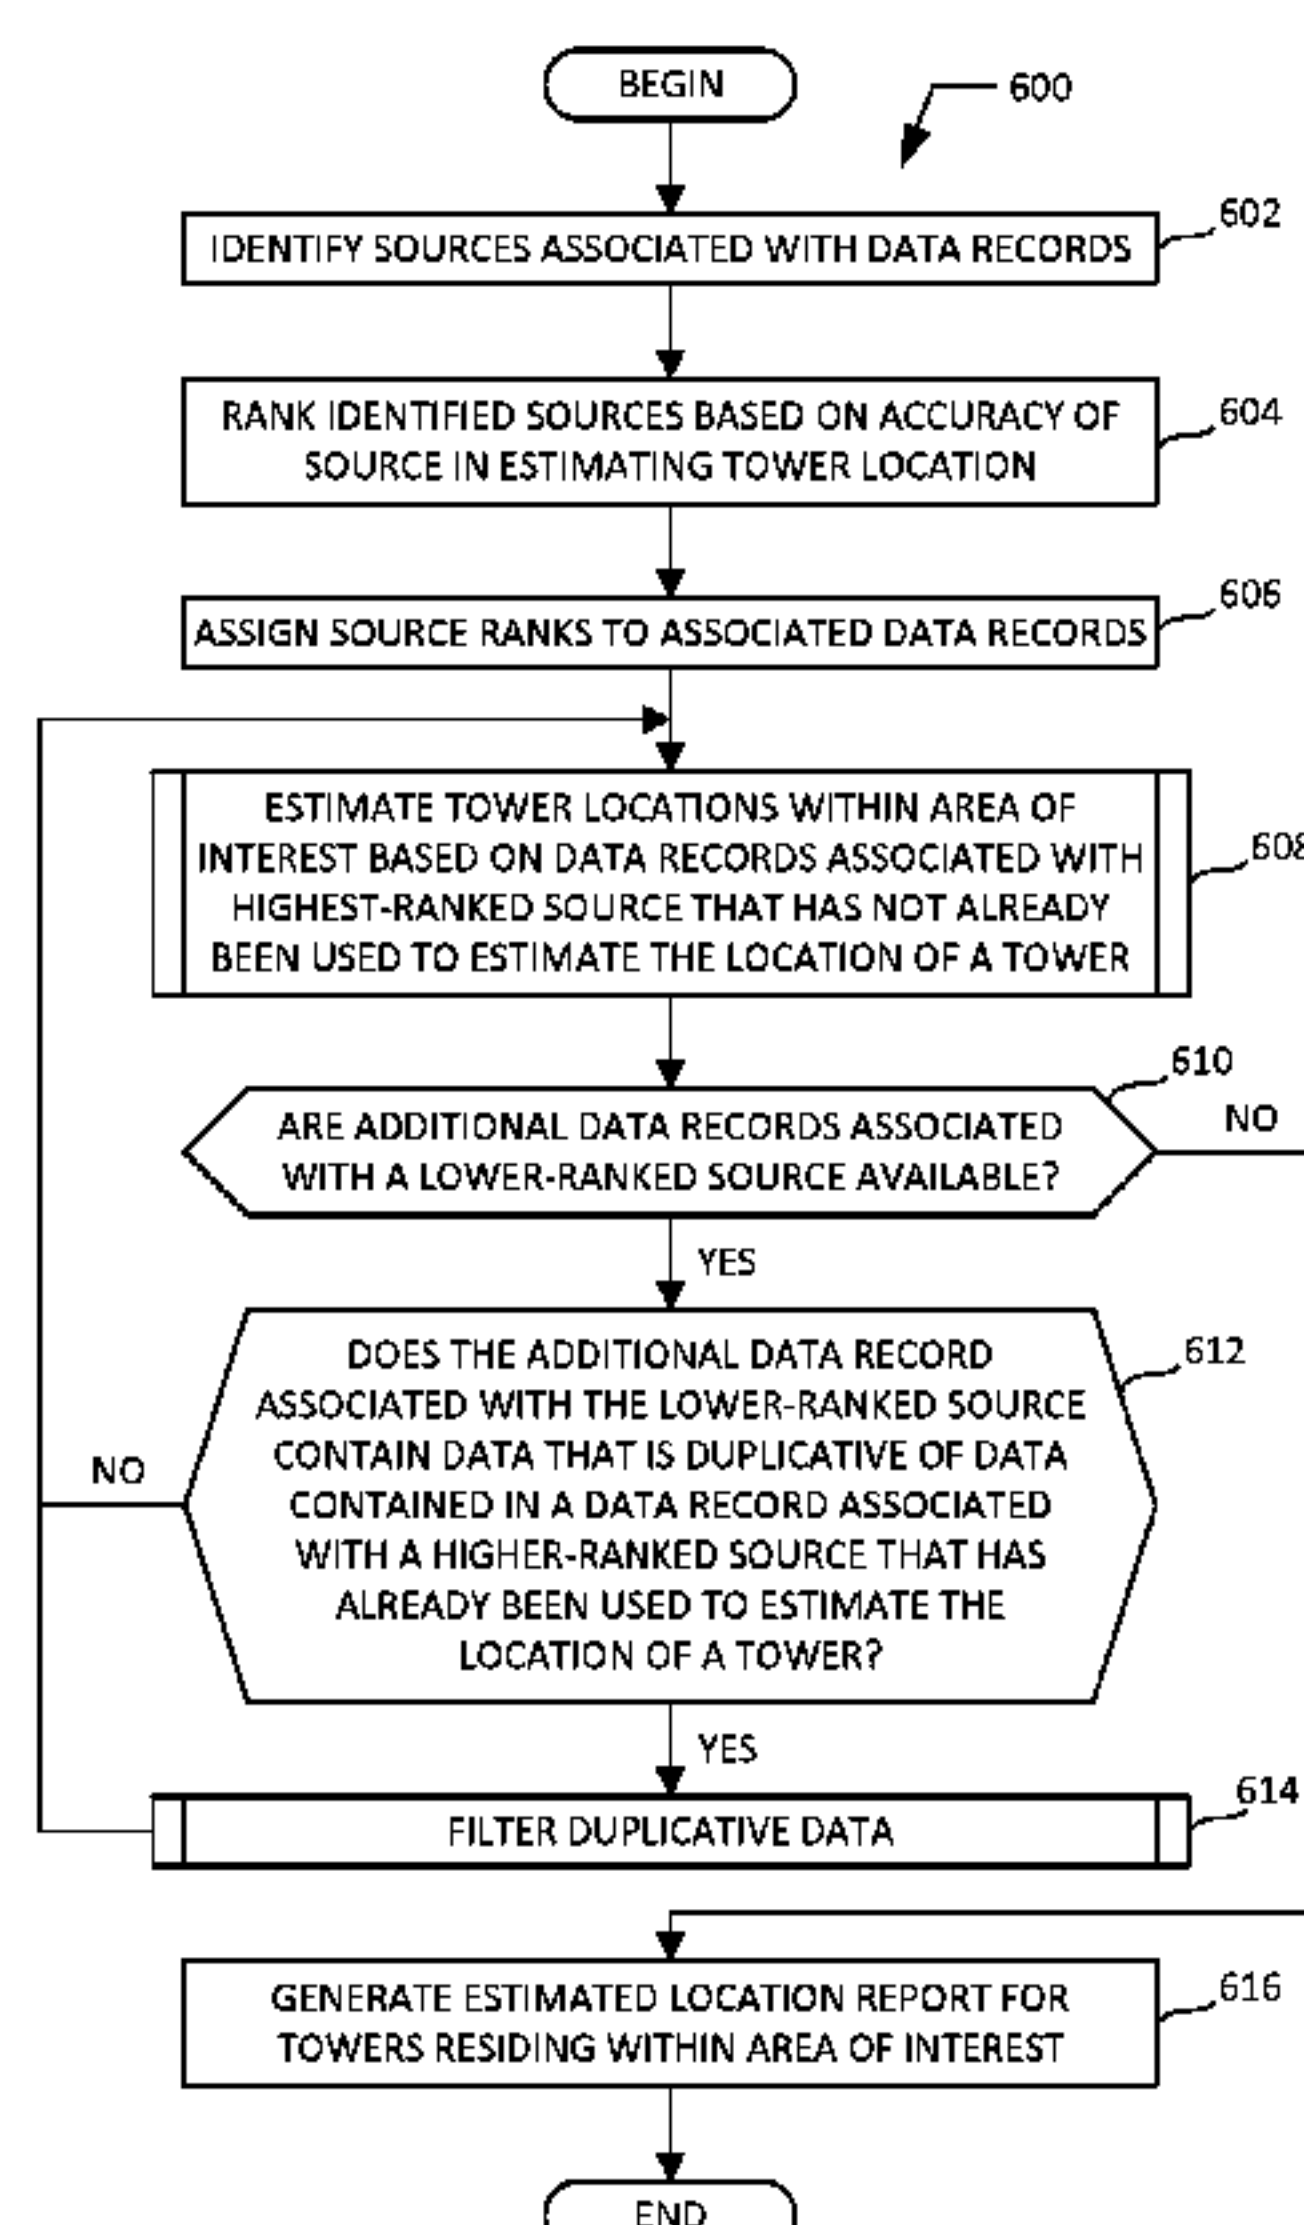 BEGIN
600
602
IDENTIFY SOURCES ASSOCIATED WITH DATA RECORDS
604
RANK IDENTIFIED SOURCES BASED ON ACCURACY OF
SOURCE IN ESTIMATING TOWER LOCATION
606
ASSIGN SOURCE RANKS TO ASSOCIATED DATA RECORDS
ESTIMATE TOWER LOCATIONS WITHIN AREA OF
INTEREST BASED ON DATA RECORDS ASSOCIATED WITH
HIGHEST-RANKED SOURCE THAT HAS NOT ALREADY
BEEN USED TO ESTIMATE THE LOCATION OF A TOWER
608
610
ARE ADDITIONAL DATA RECORDS ASSOCIATED
WITH A LOWER-RANKED SOURCE AVAILABLE?
NO
YES
612
DOES THE ADDITIONAL DATA RECORD
ASSOCIATED WITH THE LOWER-RANKED SOURCE
CONTAIN DATA THAT IS DUPLICATIVE OF DATA
CONTAINED IN A DATA RECORD ASSOCIATED
WITH A HIGHER-RANKED SOURCE THAT HAS
ALREADY BEEN USED TO ESTIMATE THE
LOCATION OF A TOWER?
NO
YES
614
FILTER DUPLICATIVE DATA
616
GENERATE ESTIMATED LOCATION REPORT FOR
TOWERS RESIDING WITHIN AREA OF INTEREST
END